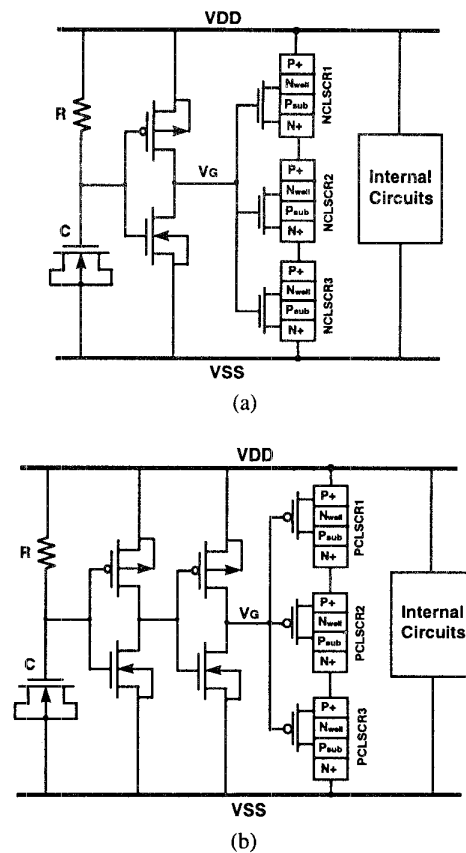 VDD
R
C
VG
P+
Nwell
Psub
N+
NCLSCR1
P+
Nwell
Psub
N+
NCLSCR2
P+
Nwell
Psub
N+
NCLSCR3
Internal
Circuits
VSS
(a)
VDD
R
C
VG
P+
Nwell
Psub
N+
PCLSCR1
P+
Nwell
Psub
N+
PCLSCR2
P+
Nwell
Psub
N+
PCLSCR3
Internal
Circuits
VSS
(b)